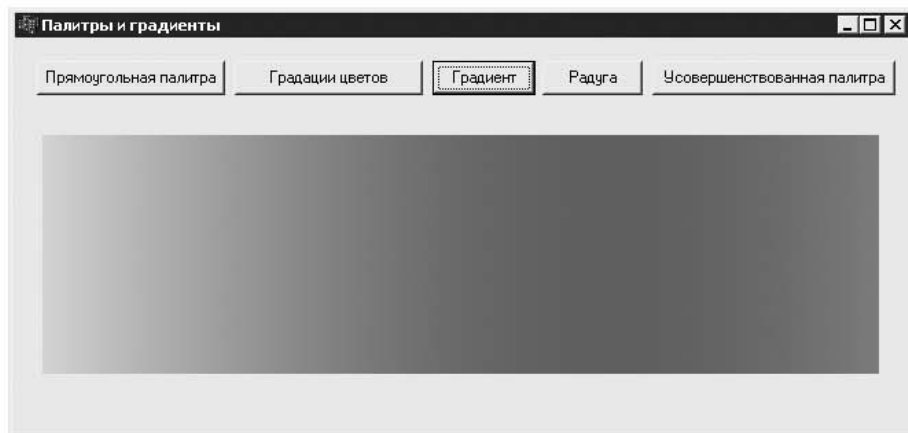 Палитры и градиенты
Прямоугольная палитра Градации цветов Градиент Радуга Усовершенствованная палитра